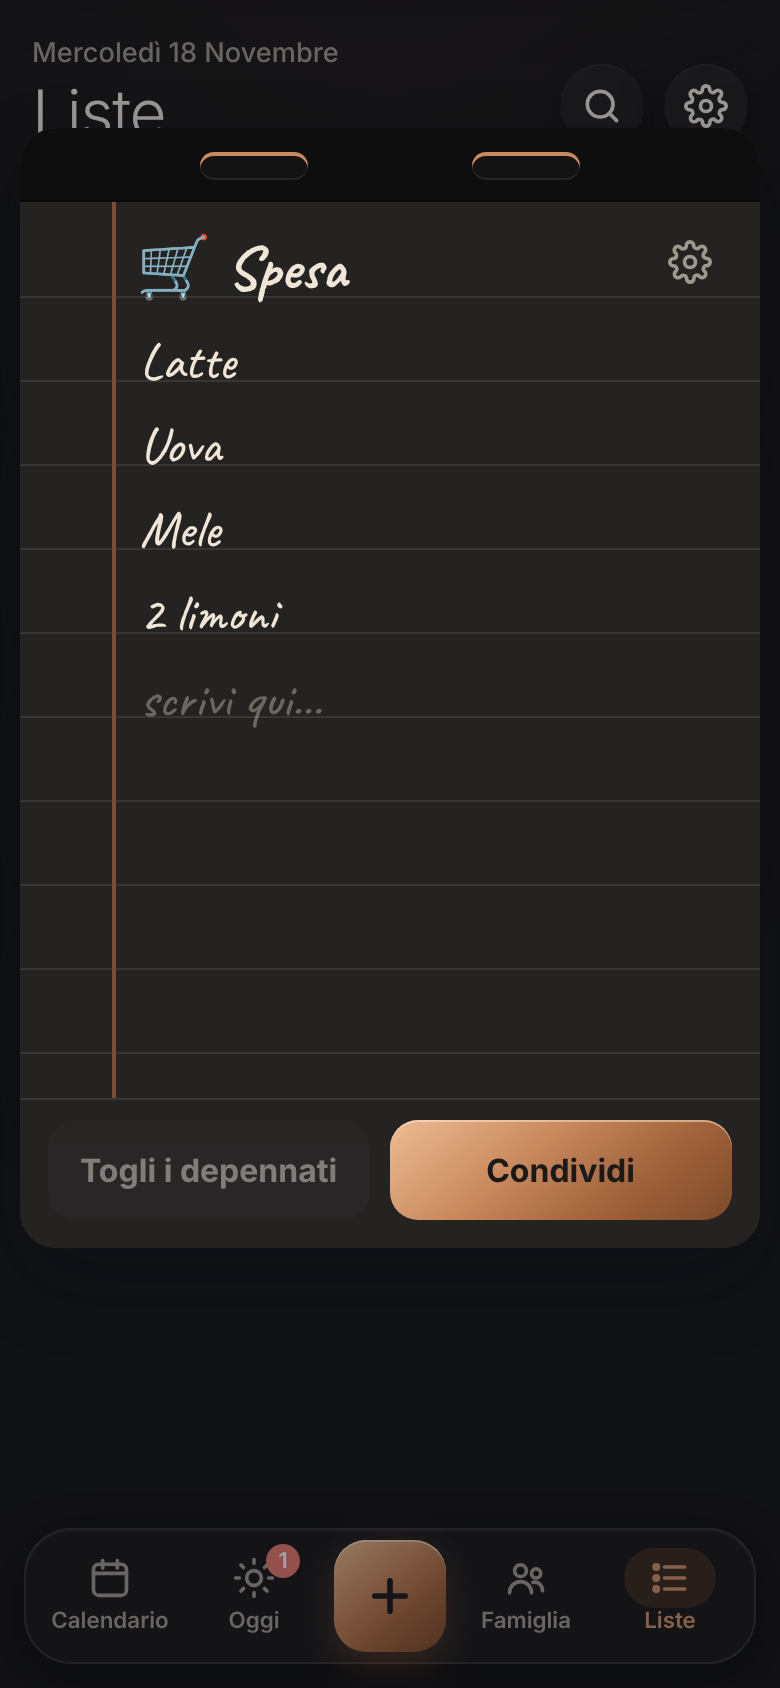 Mercoledì 18 Novembre
Liste
Spesa
Latte
Uova
Mele
2 limoni
scrivi qui...
Togli i depennati
Condividi
1
Calendario
Oggi
Famiglia
Liste